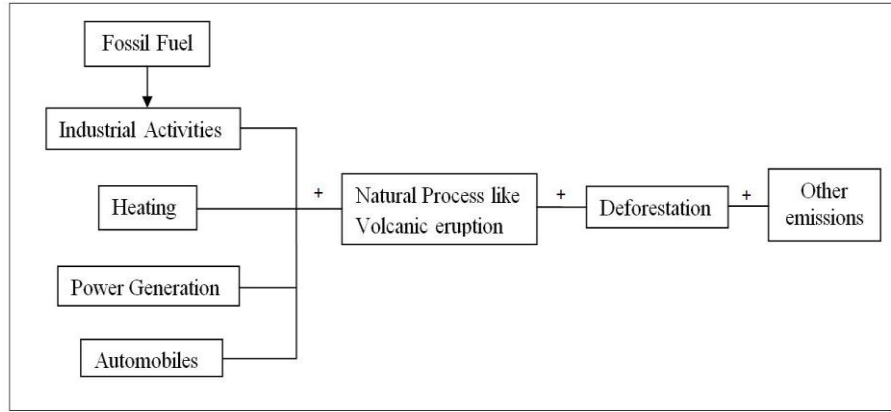 Fossil Fuel
Industrial Activities
Heating
Power Generation
Automobiles
+
Natural Process like
Volcanic eruption
+
Deforestation
+
Other
emissions